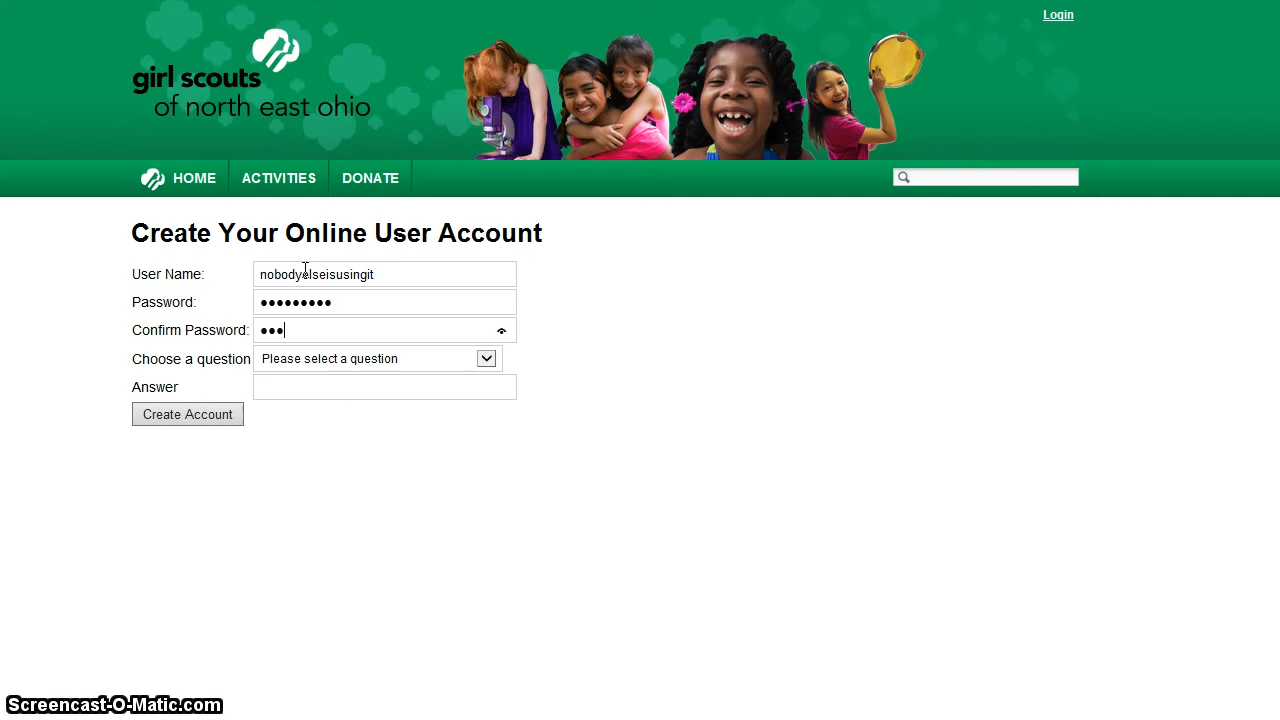 Login
girl scouts
of north east ohio
HOME ACTIVITIES DONATE
Create Your Online User Account
User Name: nobodyelseisusingit
Password: ●●●●●●●●●
Confirm Password: ●●●
Choose a question Please select a question
Answer
Create Account
Screencast-O-Matic.com